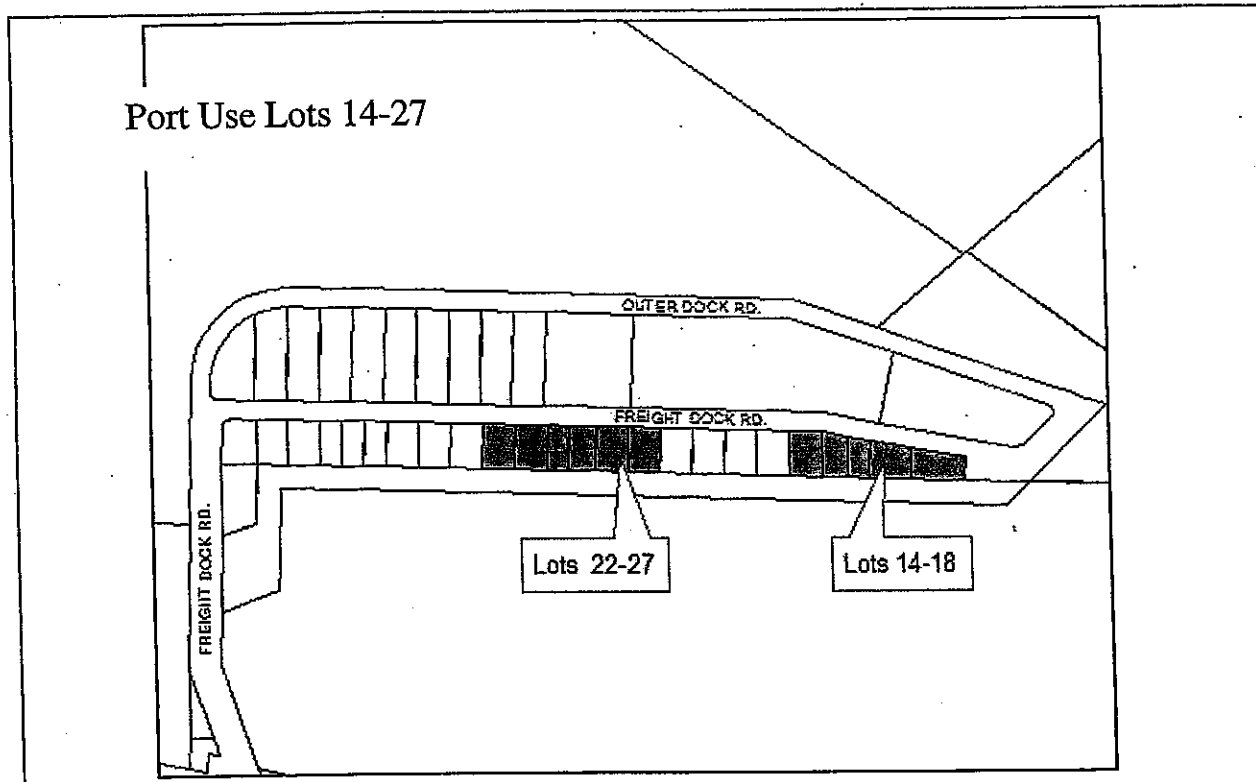 Port Use Lots 14-27
OUTER DOCK RD.
FREIGHT DOCK RD.
FREIGHT DOCK RD.
Lots 22-27
Lots 14-18